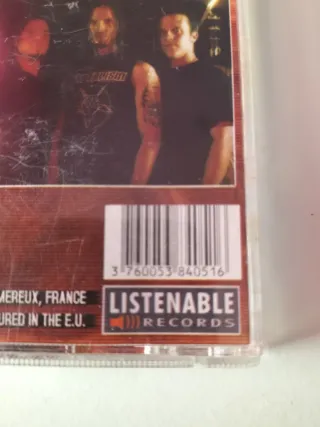 3 760053 840516
MEREUX, FRANCE
URED IN THE E.U.
LISTENABLE
RECORDS